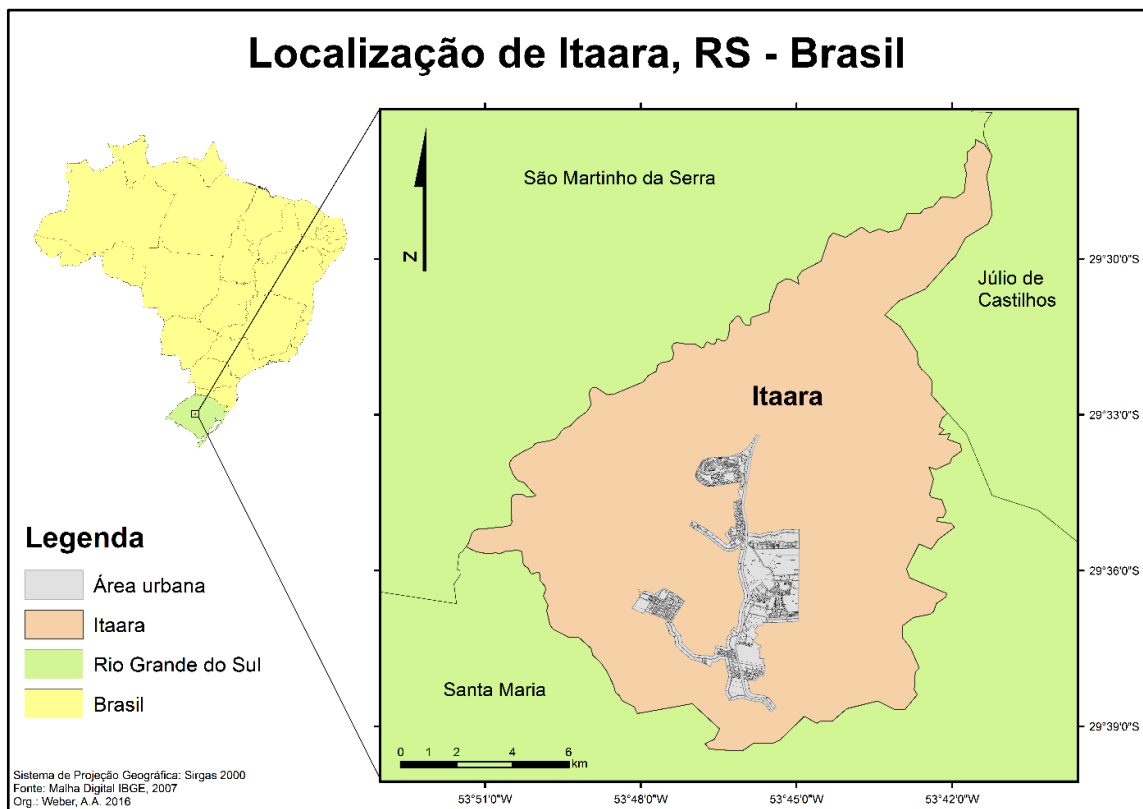 Localização de Itaara, RS - Brasil
São Martinho da Serra
Z
29°30'0"S
Júlio de
Castilhos
Itaara
29°33'0"S
Legenda
Área urbana
29°36'0"S
Itaara
Rio Grande do Sul
Santa Maria
Brasil
29°39'0"S
0 2 4 6
km
Sistema de Projeção Geográfica: Sirgas 2000
Fonte: Malha Digital IBGE, 2007
Org.: Weber, A.A. 2016
53°51'0"W 53°48'0"W 53°45'0"W 53°42'0"W